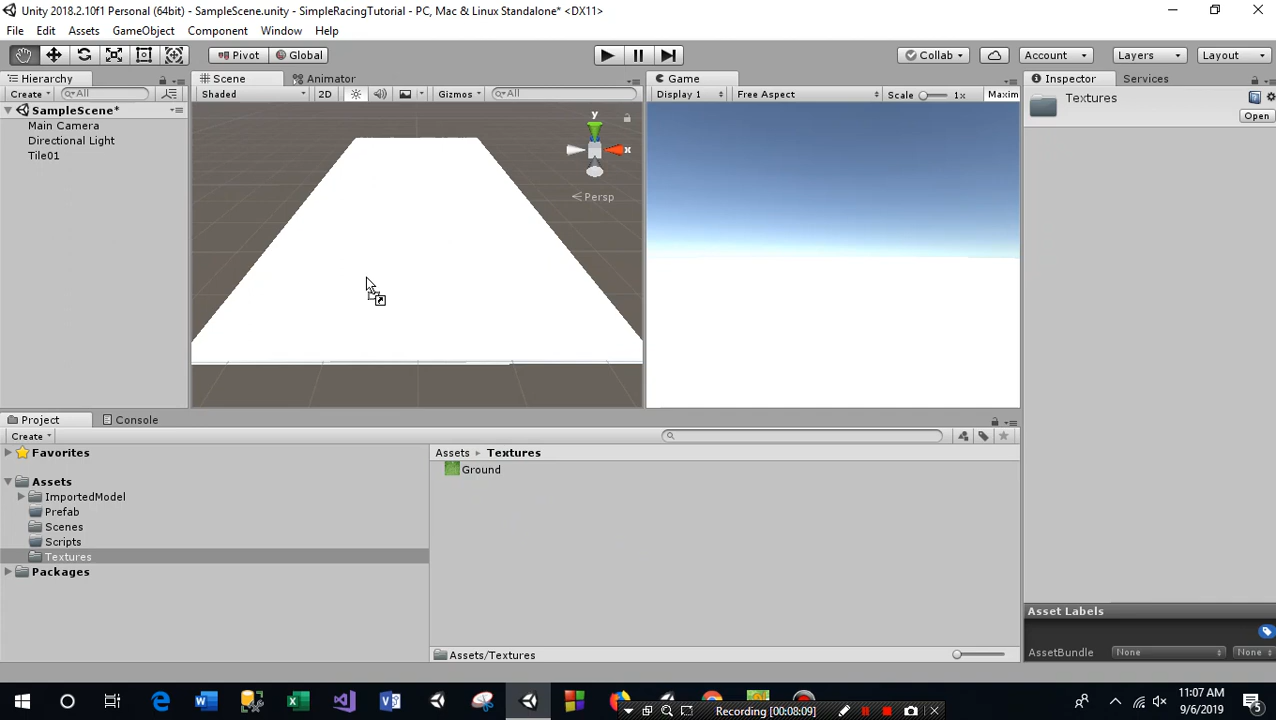 Unity 2018.2.10f1 Personal (64bit) - SampleScene.unity - SimpleRacingTutorial - PC, Mac & Linux Standalone* <DX11>
File Edit Assets GameObject Component Window Help
Pivot Global Collab Account Layers Layout
Hierarchy Scene Animator Game Inspector Services
Create All Shaded 2D Gizmos All Display 1 Free Aspect Scale 1x Maxim
Textures
Open
SampleScene*
Main Camera
Directional Light
Tile01
y
x
Persp
Project Console
Create
Favorites
Assets
ImportedModel
Prefab
Scenes
Scripts
Textures
Packages
Assets Textures
Ground
Assets/Textures
Asset Labels
AssetBundle None None
Recording [00:08:09]
11:07 AM
9/6/2019
5